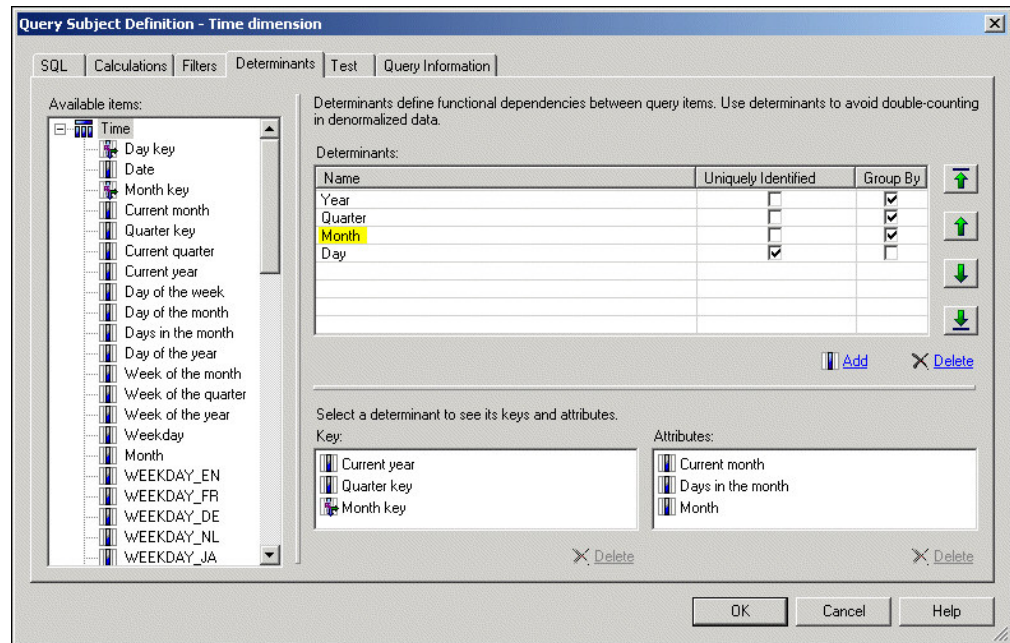 Query Subject Definition - Time dimension
SQL
Calculations
Filters
Determinants
Test
Query Information
Available items:
Time
Day key
Date
Month key
Current month
Quarter key
Current quarter
Current year
Day of the week
Day of the month
Days in the month
Day of the year
Week of the month
Week of the quarter
Week of the year
Weekday
Month
WEEKDAY_EN
WEEKDAY_FR
WEEKDAY_DE
WEEKDAY_NL
WEEKDAY_JA
Determinants define functional dependencies between query items. Use determinants to avoid double-counting
in denormalized data.
Determinants:
Name Uniquely Identified Group By
Year
Quarter
Month
Day
Add Delete
Select a determinant to see its keys and attributes.
Key:
Current year
Quarter key
Month key
Delete
Attributes:
Current month
Days in the month
Month
Delete
OK Cancel Help